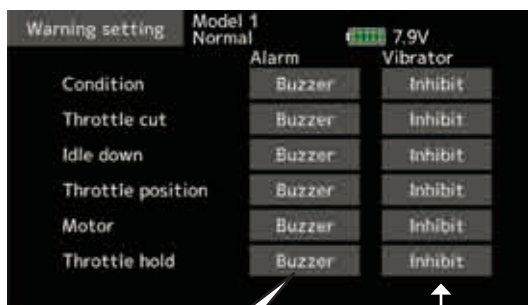 Warning setting Model 1
Normal 7.9V
Alarm Vibrator
Condition Buzzer Inhibit
Throttle cut Buzzer Inhibit
Idle down Buzzer Inhibit
Throttle position Buzzer Inhibit
Motor Buzzer Inhibit
Throttle hold Buzzer Inhibit